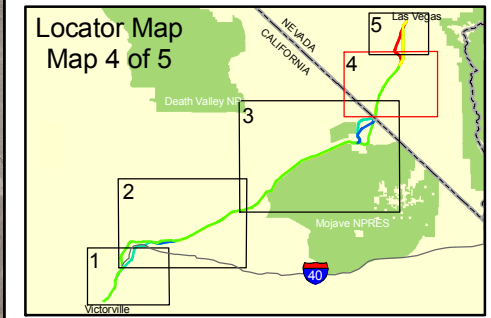 Locator Map
Map 4 of 5
NEVADA
CALIFORNIA
5
Las Vegas
4
Death Valley NP
3
2
Mojave NPRES
1
40
Victorville